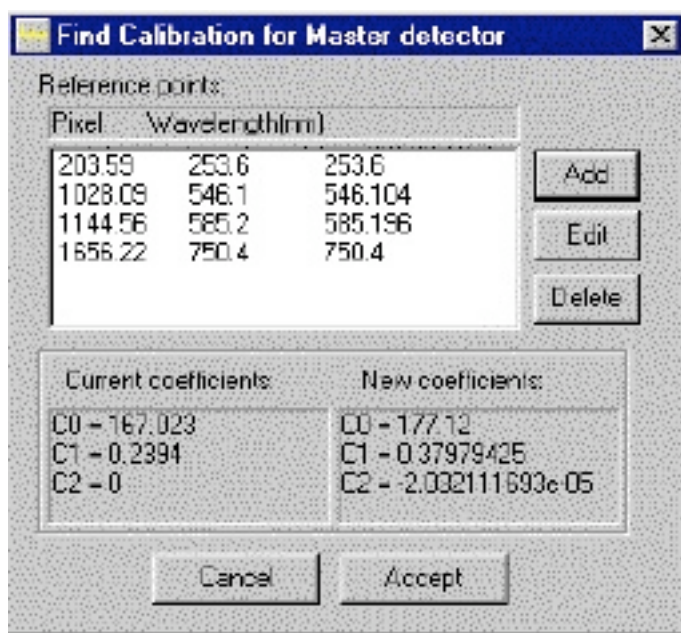 Find Calibration for Master detector
Reference points:
Pixel Wavelength(nm)
203.59 253.6 253.6
1028.09 546.1 546.104
1144.56 585.2 585.196
1656.22 750.4 750.4
Add
Edit
Delete
Current coefficients: New coefficients:
C0 = 167.023 C0 = 177.12
C1 = 0.2394 C1 = 0.37979425
C2 = 0 C2 = -2.032111693e-05
Cancel Accept